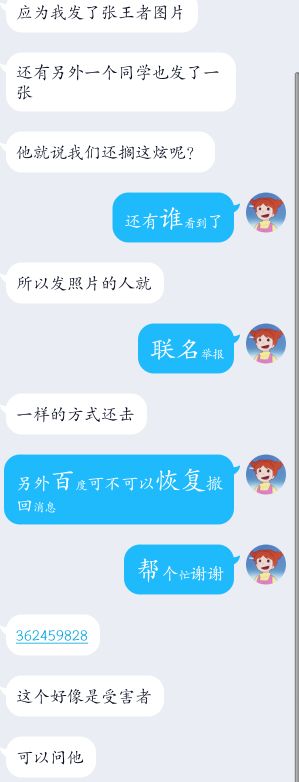 应为我发了张王者图片
还有另外一个同学也发了一
张
他就说我们还搁这炫呢?
还有谁看到了
所以发照片的人就
联名举报
一样的方式还击
另外百度可不可以恢复撤
回消息
帮个忙谢谢
362459828
这个好像是受害者
可以问他